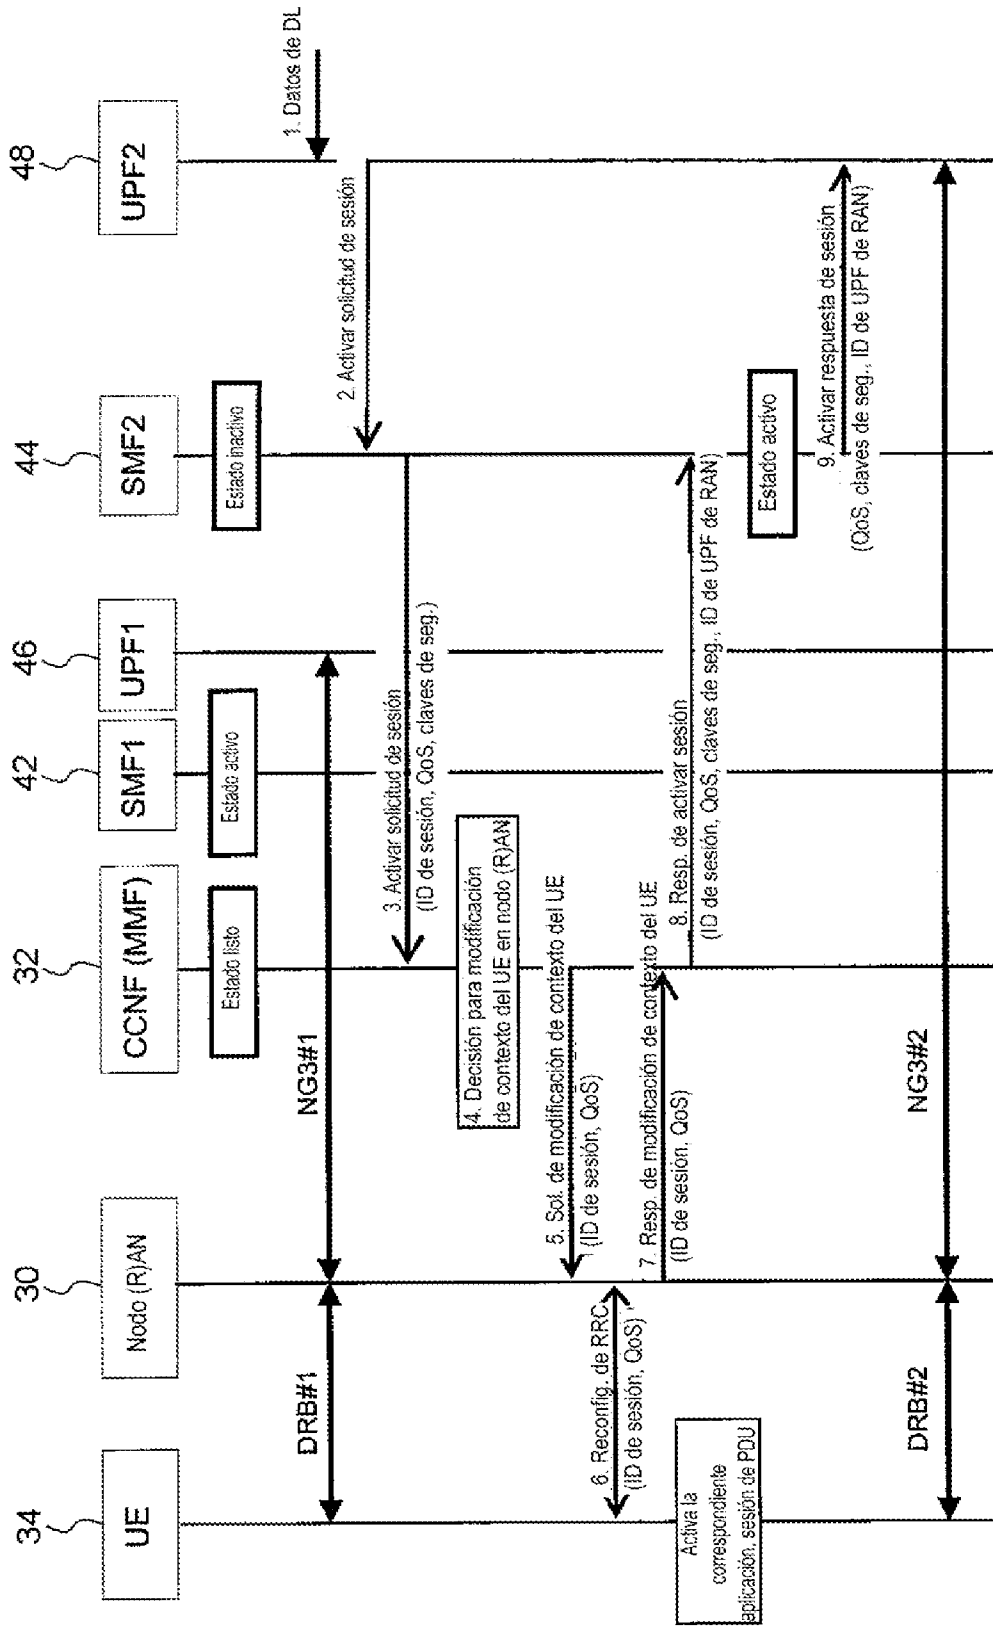 34
UE
30
Nodo (R)AN
32
CCNF (MMF)
42
SMF1
46
UPF1
44
SMF2
48
UPF2
Estado listo
Estado activo
Estado inactivo
1. Datos de DL
DRB#1
NG3#1
2. Activar solicitud de sesión
3. Activar solicitud de sesión
(ID de sesión, QoS, claves de seg.)
4. Decisión para modificación
de contexto del UE en nodo (R)AN
5. Sol. de modificación de contexto del UE
(ID de sesión, QoS)
6. Reconfig. de RRC
(ID de sesión, QoS)
7. Resp. de modificación de contexto del UE
(ID de sesión, QoS)
8. Resp. de activar sesión
(ID de sesión, QoS, claves de seg., ID de UPF de RAN)
Activa la
correspondiente
aplicación, sesión de PDU
Estado activo
9. Activar respuesta de sesión
(QoS, claves de seg., ID de UPF de RAN)
DRB#2
NG3#2